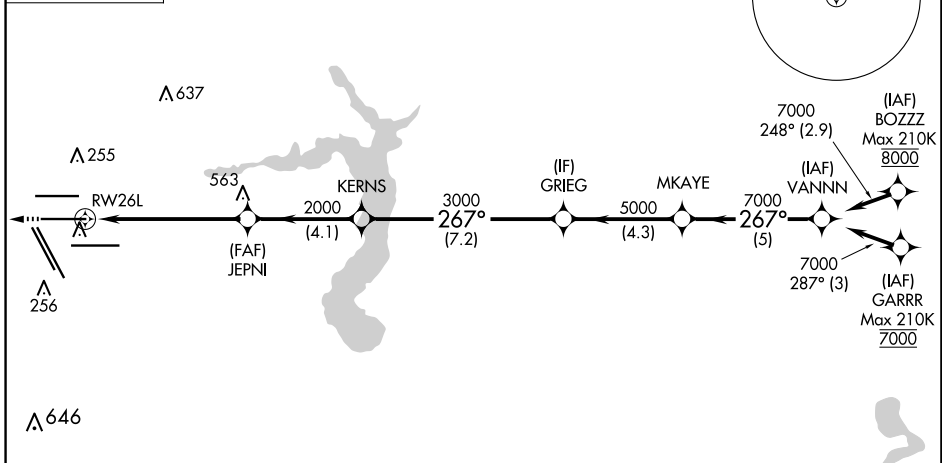 637
7000
248° (2.9)
(IAF)
BOZZZ
Max 210K
8000
255
563
KERNS
(IF)
GRIEG
MKAYE
(IAF)
VANNN
RW26L
2000
(4.1)
3000
267°
(7.2)
5000
(4.3)
7000
267°
(5)
(FAF)
JEPNI
7000
287° (3)
(IAF)
GARRR
Max 210K
7000
256
646